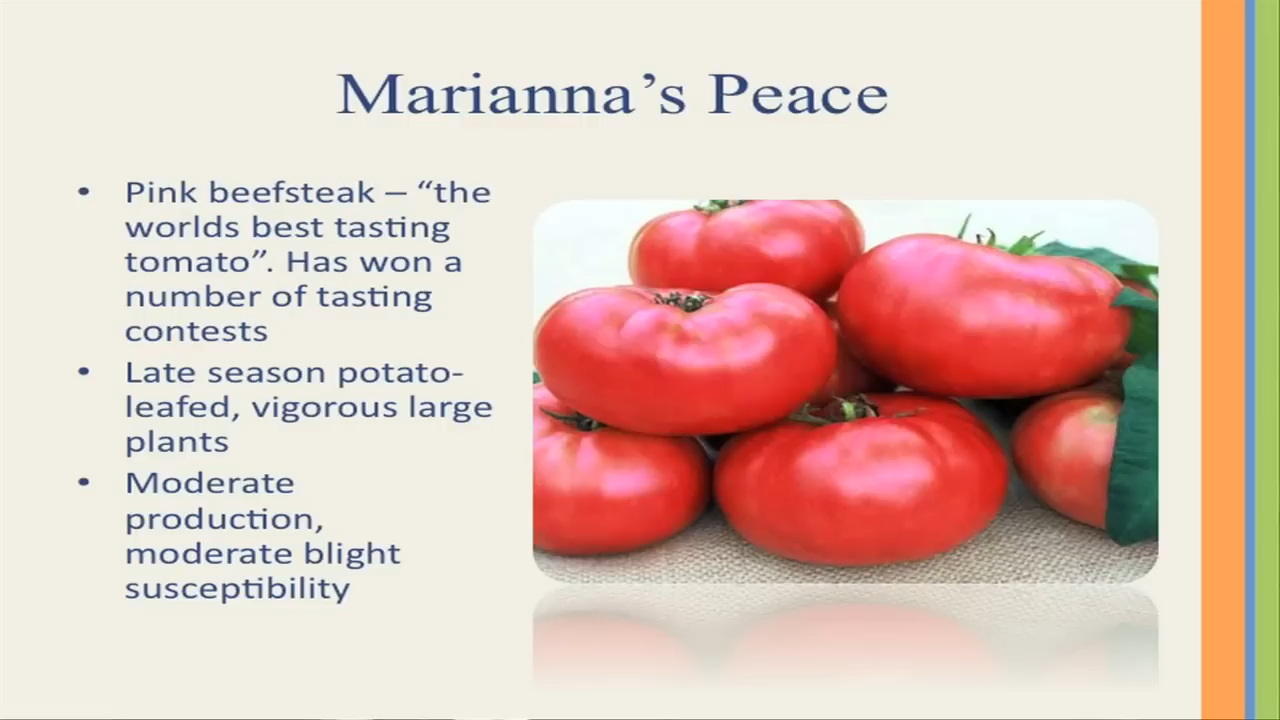 Marianna’s Peace
• Pink beefsteak – “the
worlds best tasting
tomato”. Has won a
number of tasting
contests
• Late season potato-
leafed, vigorous large
plants
• Moderate
production,
moderate blight
susceptibility